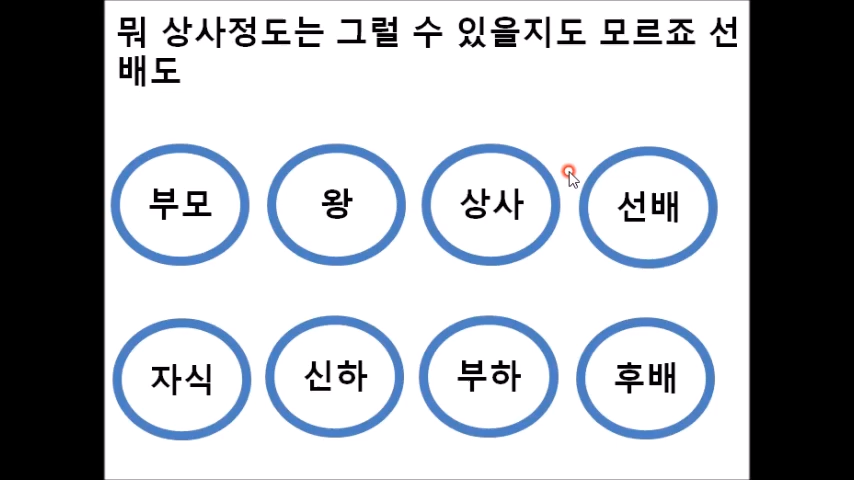 뭐 상사정도는 그럴 수 있을지도 모르죠 선
배도
부모 왕 상사 선배
자식 신하 부하 후배